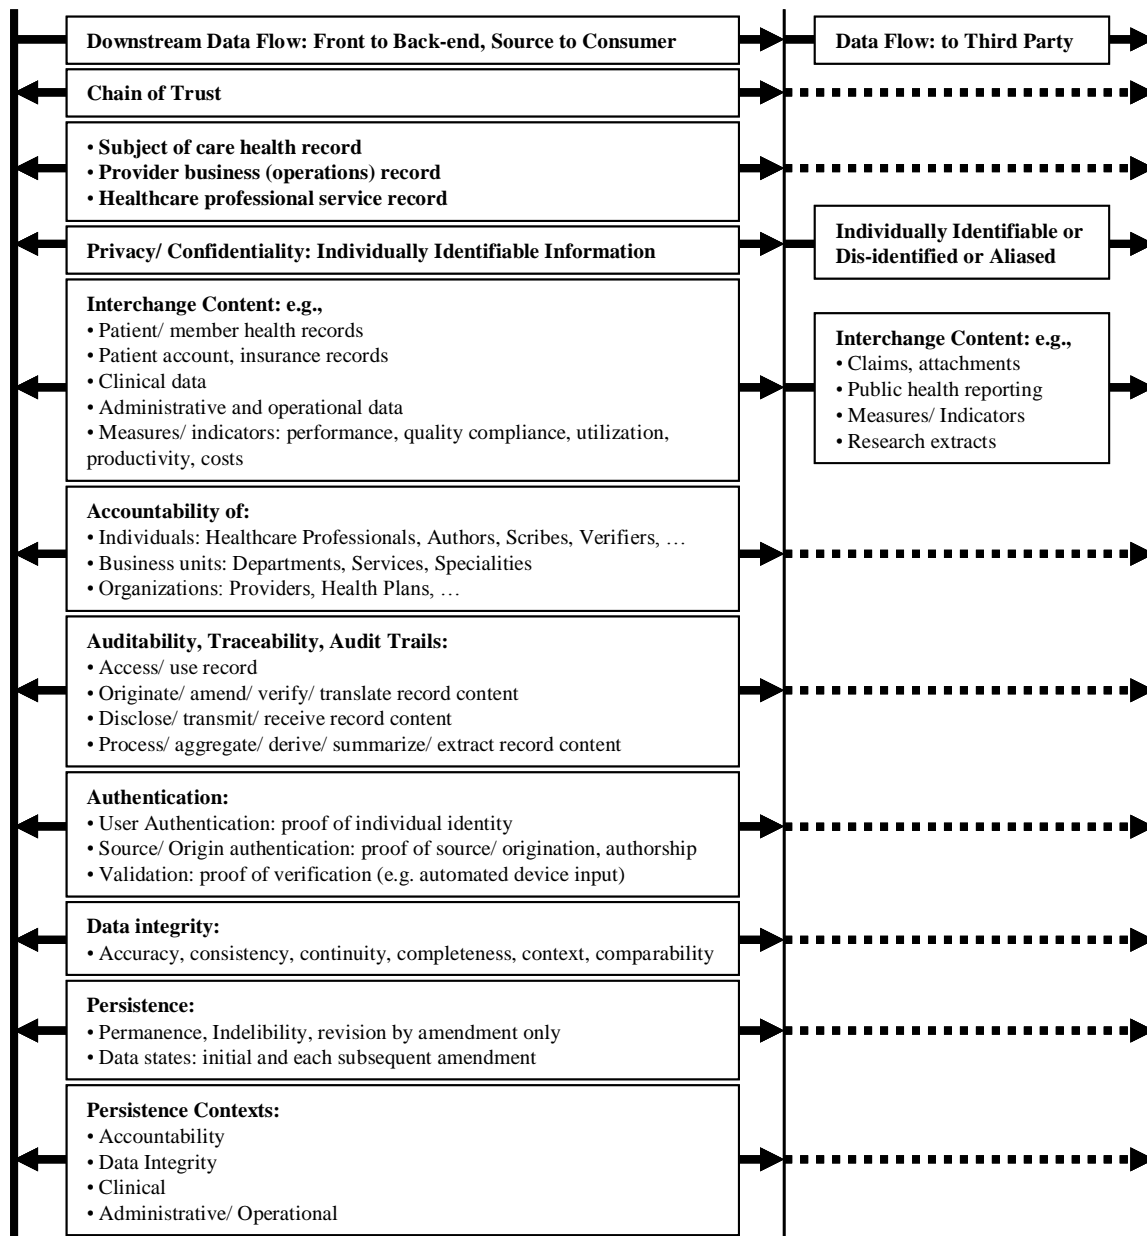 Downstream Data Flow: Front to Back-end, Source to Consumer
Data Flow: to Third Party
Chain of Trust
• Subject of care health record
• Provider business (operations) record
• Healthcare professional service record
Privacy/ Confidentiality: Individually Identifiable Information
Individually Identifiable or
Dis-identified or Aliased
Interchange Content: e.g.,
• Patient/ member health records
• Patient account, insurance records
• Clinical data
• Administrative and operational data
• Measures/ indicators: performance, quality compliance, utilization,
productivity, costs
Interchange Content: e.g.,
• Claims, attachments
• Public health reporting
• Measures/ Indicators
• Research extracts
Accountability of:
• Individuals: Healthcare Professionals, Authors, Scribes, Verifiers, …
• Business units: Departments, Services, Specialities
• Organizations: Providers, Health Plans, …
Auditability, Traceability, Audit Trails:
• Access/ use record
• Originate/ amend/ verify/ translate record content
• Disclose/ transmit/ receive record content
• Process/ aggregate/ derive/ summarize/ extract record content
Authentication:
• User Authentication: proof of individual identity
• Source/ Origin authentication: proof of source/ origination, authorship
• Validation: proof of verification (e.g. automated device input)
Data integrity:
• Accuracy, consistency, continuity, completeness, context, comparability
Persistence:
• Permanence, Indelibility, revision by amendment only
• Data states: initial and each subsequent amendment
Persistence Contexts:
• Accountability
• Data Integrity
• Clinical
• Administrative/ Operational